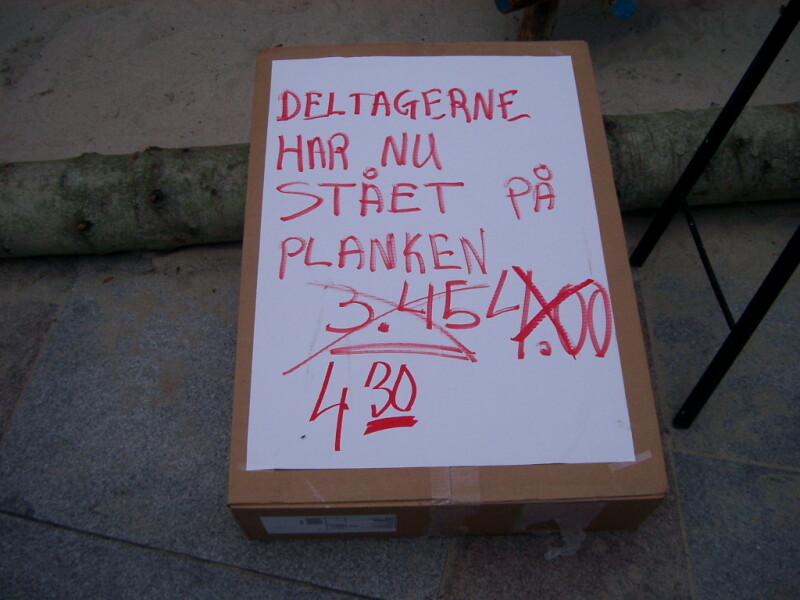 DELTAGERNE
HAR NU
STÅET PÅ
PLANKEN
3.45 4.00
4 30